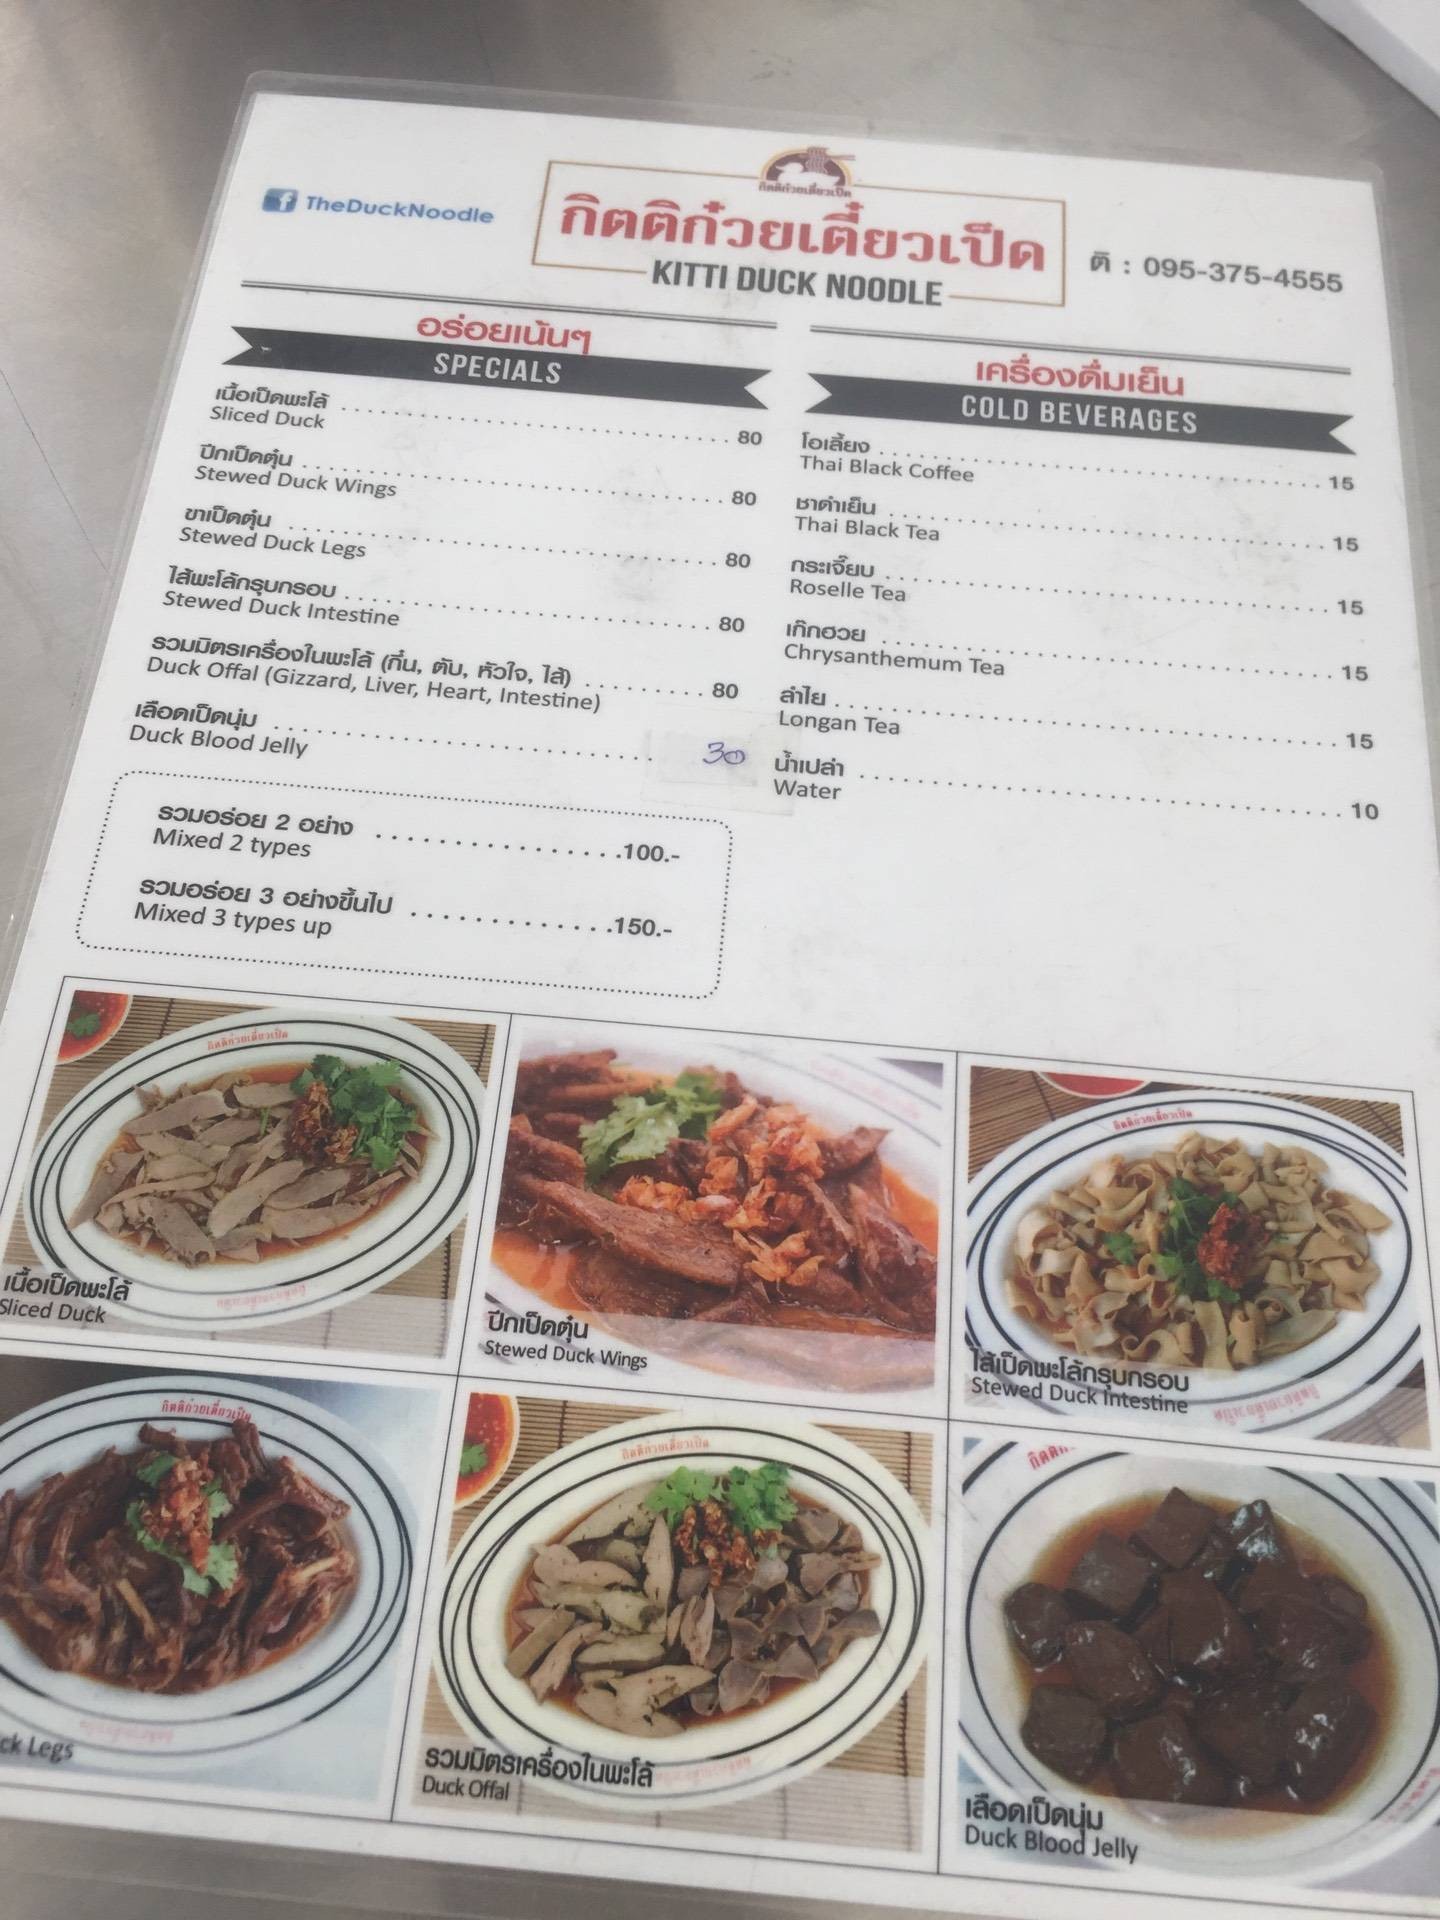 กิตติก๋วยเตี๋ยวเป็ด
TheDuckNoodle
กิตติก๋วยเตี๋ยวเป็ด
KITTI DUCK NOODLE
ติ : 095-375-4555
อร่อยเน้นๆ
SPECIALS
เนื้อเป็ดพะโล้ 80
Sliced Duck
ปีกเป็ดตุ๋น 80
Stewed Duck Wings
ขาเป็ดตุ๋น 80
Stewed Duck Legs
ไส้พะโล้กรุบกรอบ 80
Stewed Duck Intestine
รวมมิตรเครื่องในพะโล้ (กึ่น, ตับ, หัวใจ, ไส้) 80
Duck Offal (Gizzard, Liver, Heart, Intestine)
เลือดเป็ดนุ่ม 30
Duck Blood Jelly
รวมอร่อย 2 อย่าง 100.-
Mixed 2 types
รวมอร่อย 3 อย่างขึ้นไป 150.-
Mixed 3 types up
เครื่องดื่มเย็น
COLD BEVERAGES
โอเลี้ยง 15
Thai Black Coffee
ชาดำเย็น 15
Thai Black Tea
กระเจี๊ยบ 15
Roselle Tea
เก๊กฮวย 15
Chrysanthemum Tea
ลำไย 15
Longan Tea
น้ำเปล่า 10
Water
กิตติก๋วยเตี๋ยวเป็ด
เนื้อเป็ดพะโล้
Sliced Duck
ปีกเป็ดตุ๋น
Stewed Duck Wings
กิตติก๋วยเตี๋ยวเป็ด
ไส้เป็ดพะโล้กรุบกรอบ
Stewed Duck Intestine
กิตติก๋วยเตี๋ยวเป็ด
ck Legs
กิตติก๋วยเตี๋ยวเป็ด
รวมมิตรเครื่องในพะโล้
Duck Offal
เลือดเป็ดนุ่ม
Duck Blood Jelly